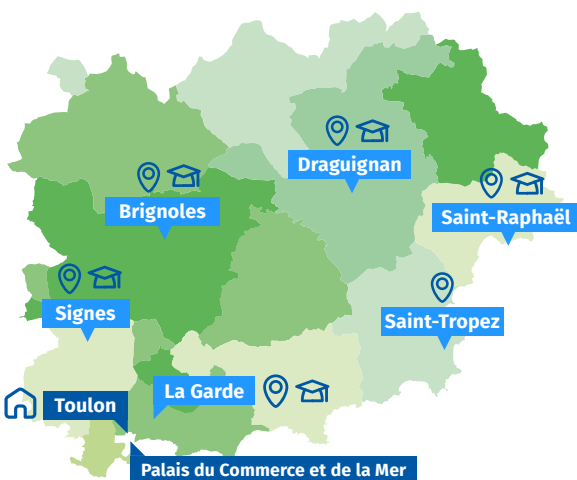 Draguignan
Brignoles
Saint-Raphaël
Signes
Saint-Tropez
La Garde
Toulon
Palais du Commerce et de la Mer